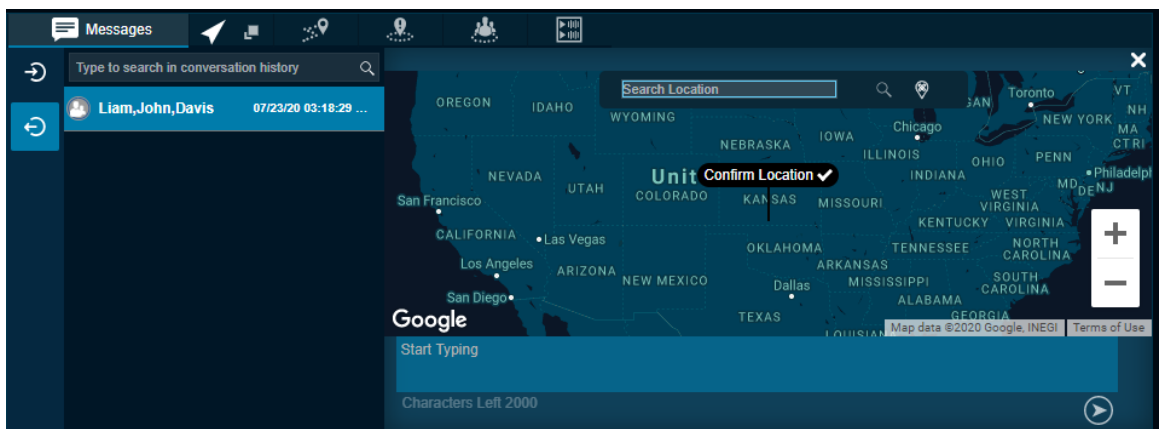 Messages
Type to search in conversation history
Liam,John,Davis 07/23/20 03:18:29 ...
Search Location
OREGON
IDAHO
WYOMING
Toronto
VT
NH
NEW YORK
MA
CT RI
Chicago
IOWA
NEBRASKA
ILLINOIS
OHIO
PENN
Confirm Location
NEVADA
UTAH
Unit
COLORADO
KANSAS
MISSOURI
INDIANA
Philadelp
MD
DE
NJ
WEST
VIRGINIA
San Francisco
KENTUCKY
VIRGINIA
CALIFORNIA
Las Vegas
OKLAHOMA
TENNESSEE
NORTH
CAROLINA
Los Angeles
ARIZONA
NEW MEXICO
ARKANSAS
Dallas
MISSISSIPPI
SOUTH
CAROLINA
San Diego
ALABAMA
TEXAS
GEORGIA
Google
Map data ©2020 Google, INEGI
Terms of Use
Start Typing
Characters Left 2000